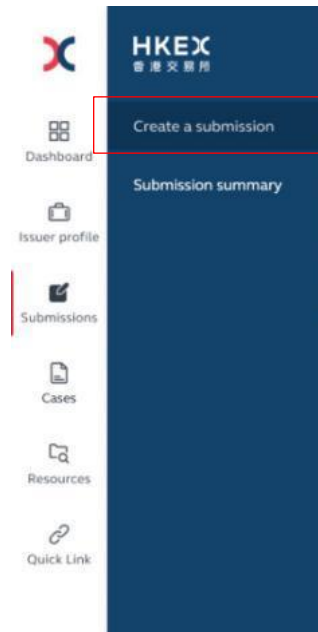 HKEX
香港交易所
Create a submission
Submission summary
Dashboard
Issuer profile
Submissions
Cases
Resources
Quick Link